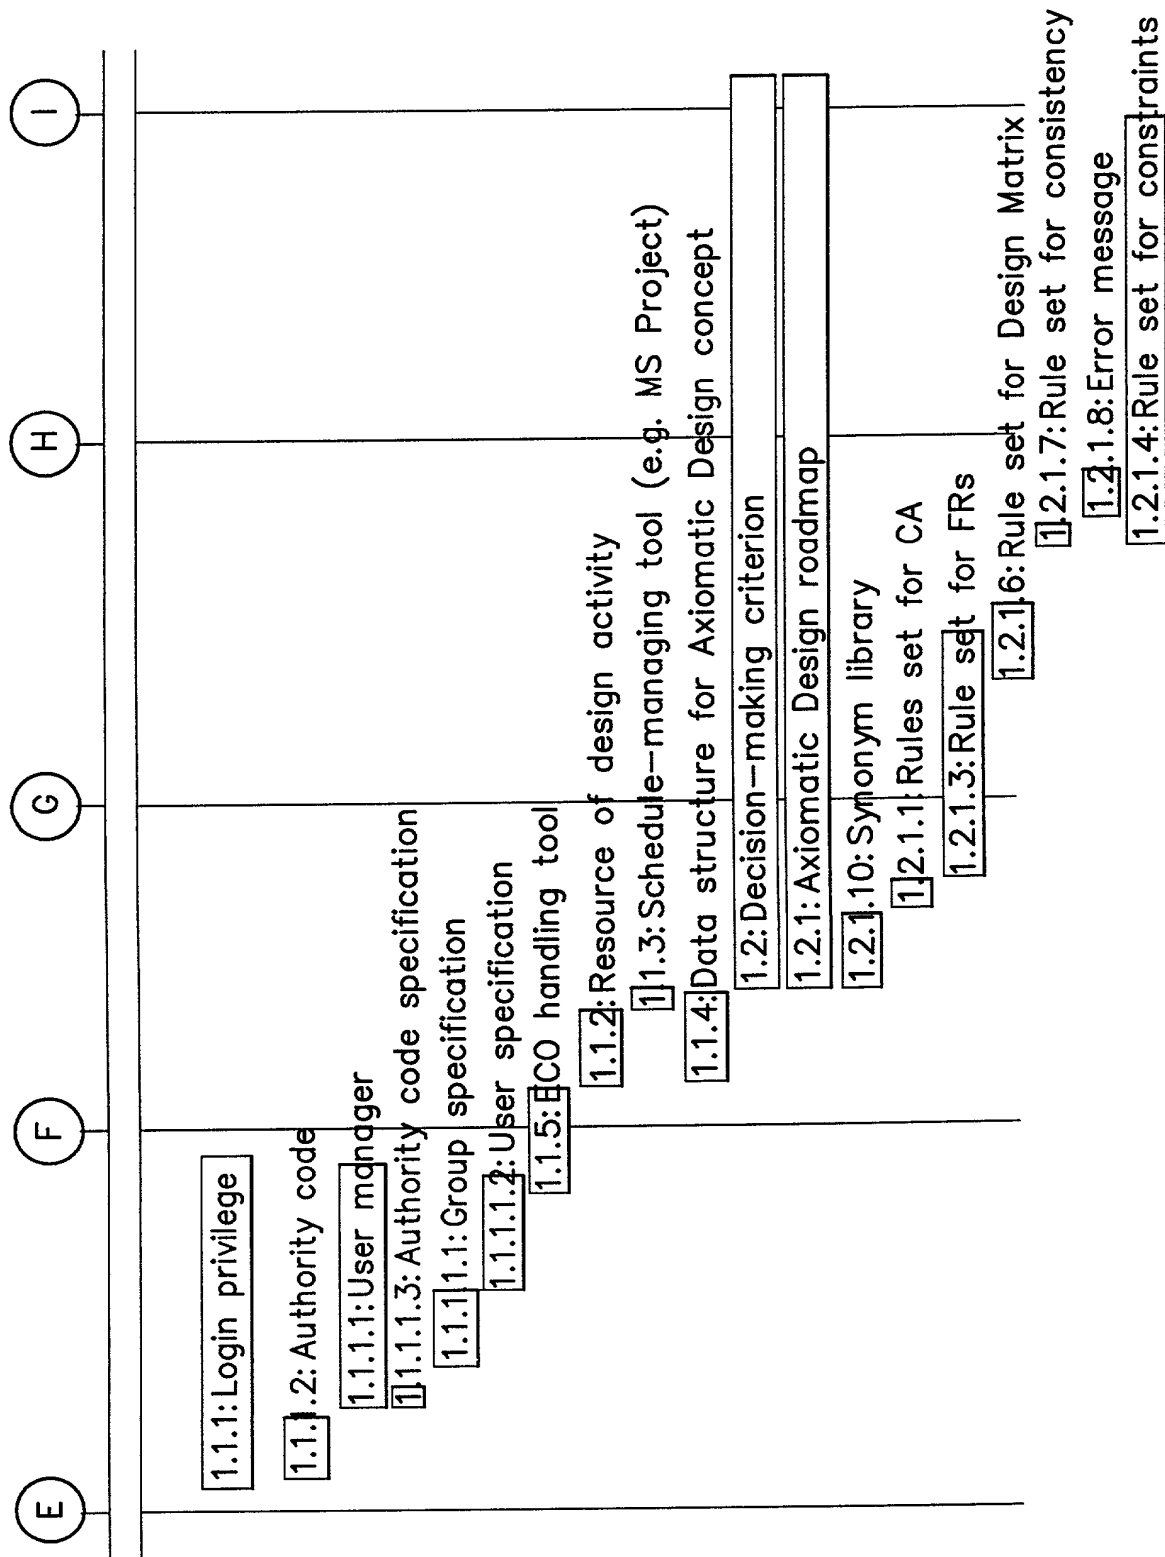 E
F
G
H
I
1.1.1:Login privilege
1.1.1.2:Authority code
1.1.1.1:User manager
1.1.1.1.3:Authority code specification
1.1.1.1.1:Group specification
1.1.1.1.2:User specification
1.1.5:ECO handling tool
1.1.2:Resource of design activity
1.1.3:Schedule-managing tool (e.g. MS Project)
1.1.4:Data structure for Axiomatic Design concept
1.2:Decision-making criterion
1.2.1:Axiomatic Design roadmap
1.2.1.10:Synonym library
1.2.1.1:Rules set for CA
1.2.1.3:Rule set for FRs
1.2.1.6:Rule set for Design Matrix
1.2.1.7:Rule set for consistency
1.2.1.8:Error message
1.2.1.4:Rule set for constraints